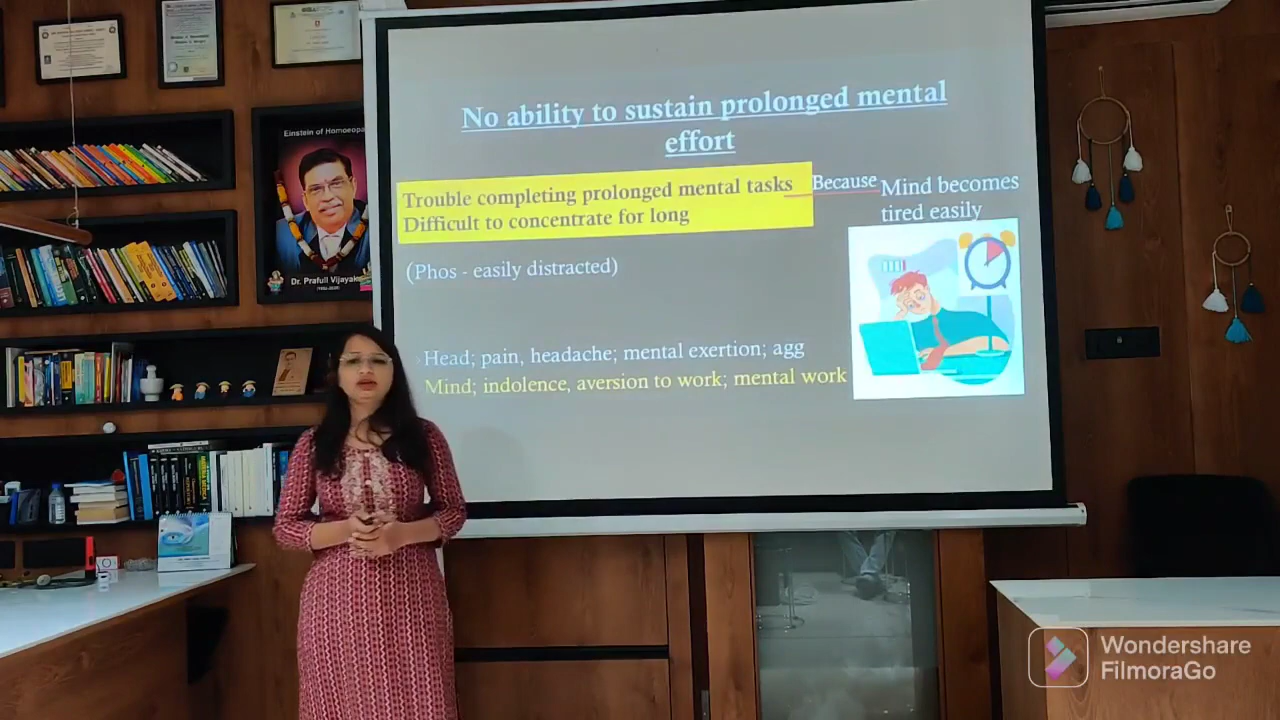 No ability to sustain prolonged mental
effort
Trouble completing prolonged mental tasks
Difficult to concentrate for long
Because
Mind becomes
tired easily
(Phos - easily distracted)
Head; pain, headache; mental exertion; agg
Mind; indolence, aversion to work; mental work
Einstein of Homoeopa
Dr. Prafull Vijayak
Wondershare
FilmoraGo